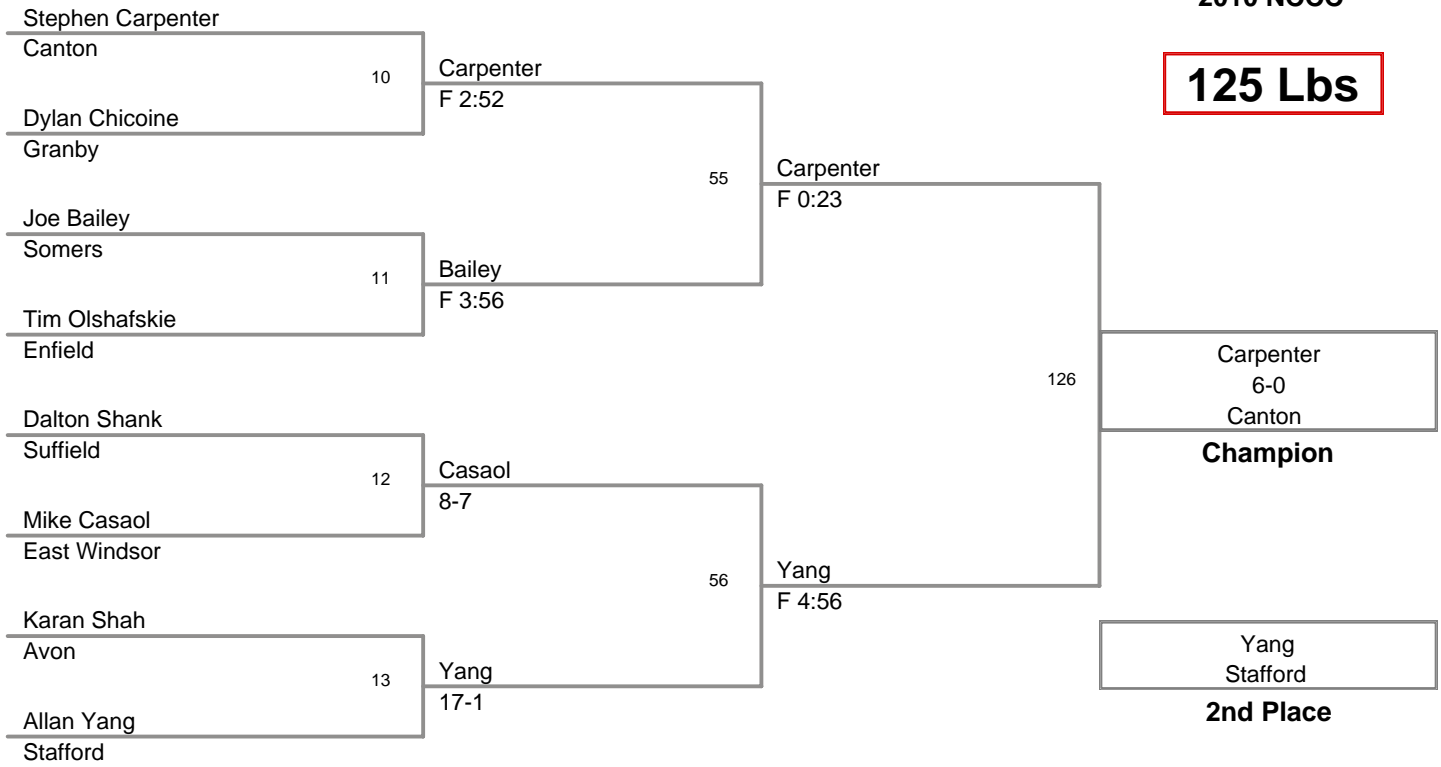 2010 NCCC
125 Lbs
Stephen Carpenter
Canton
10
Dylan Chicoine
Granby
Carpenter
F 2:52
Joe Bailey
Somers
11
Tim Olshafskie
Enfield
Bailey
F 3:56
55
Carpenter
F 0:23
Dalton Shank
Suffield
12
Mike Casaol
East Windsor
Casaol
8-7
Karan Shah
Avon
13
Allan Yang
Stafford
Yang
17-1
56
Yang
F 4:56
126
Carpenter
6-0
Canton
Champion
Yang
Stafford
2nd Place